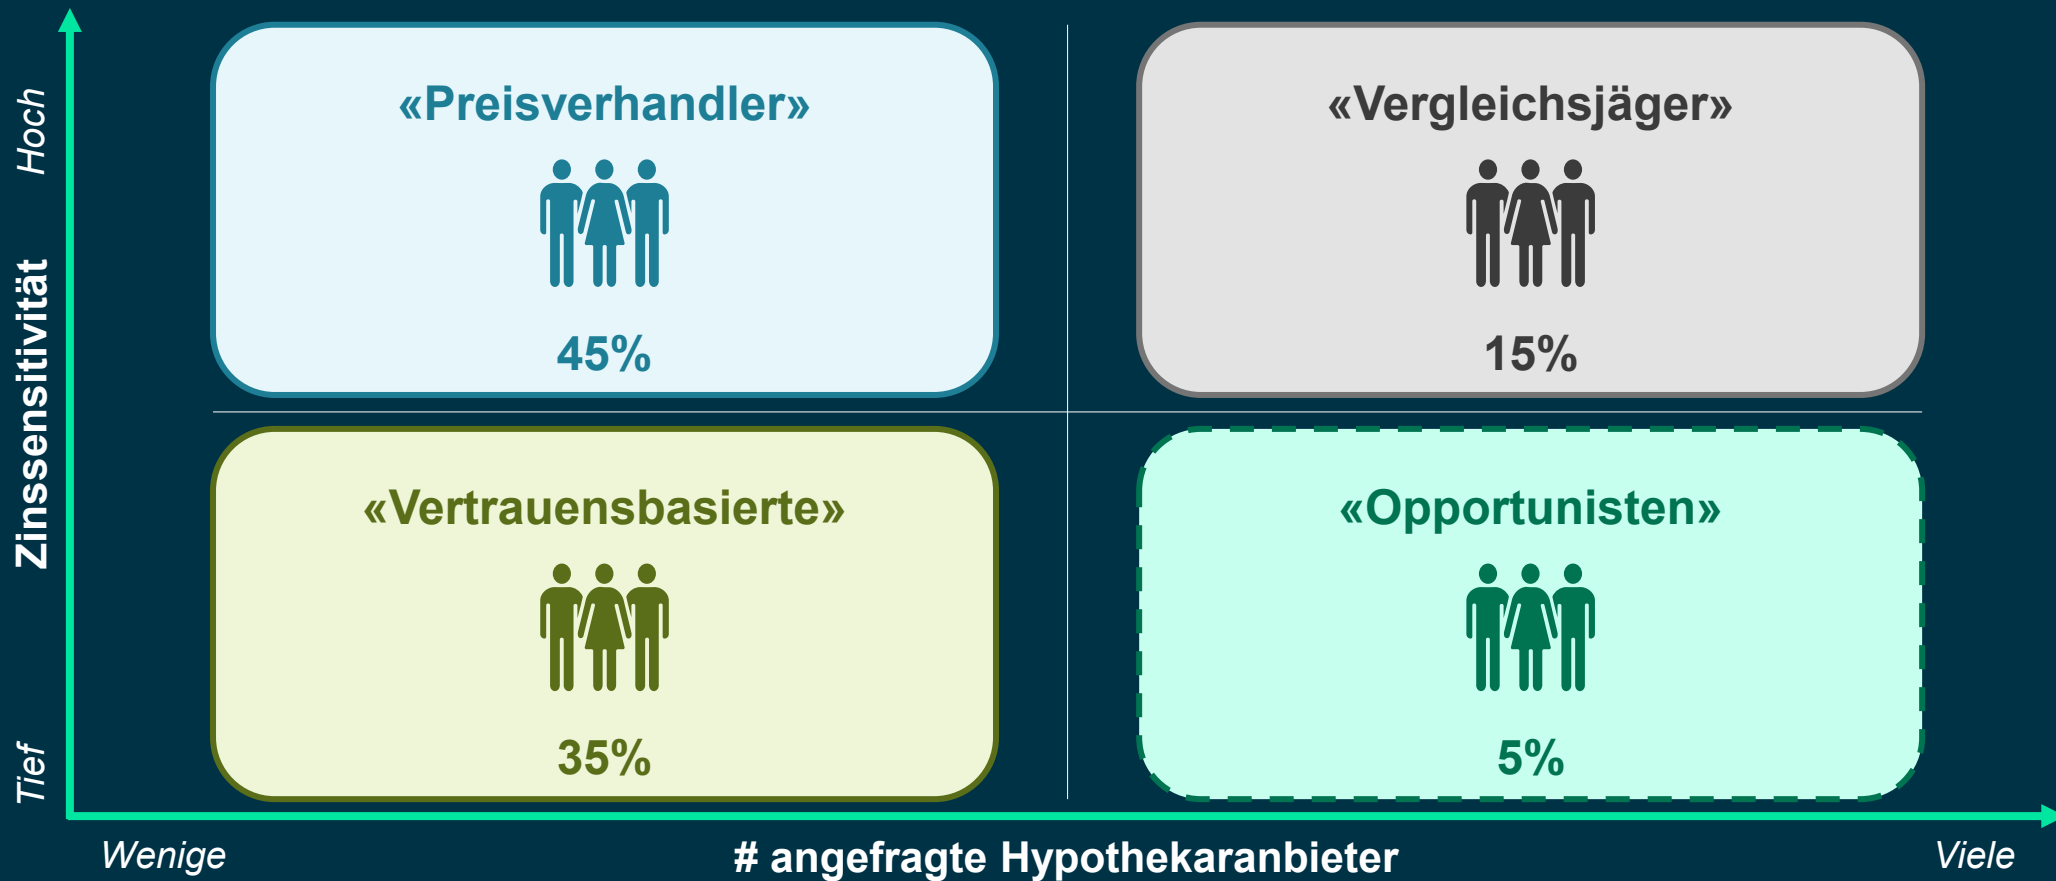 Hoch
Zinssensitivität
Tief
«Preisverhandler»
45%
«Vergleichsjäger»
15%
«Vertrauensbasierte»
35%
«Opportunisten»
5%
Wenige
# angefragte Hypothekaranbieter
Viele